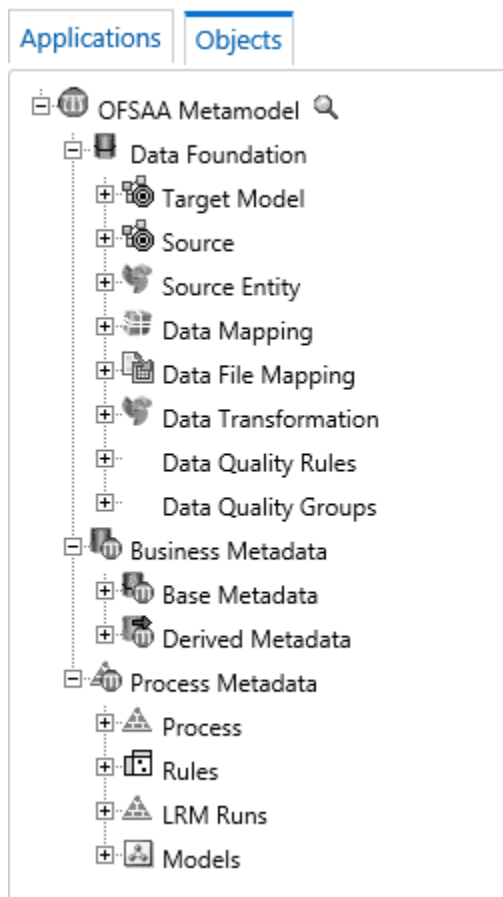 Applications Objects
OFSAA Metamodel
Data Foundation
Target Model
Source
Source Entity
Data Mapping
Data File Mapping
Data Transformation
Data Quality Rules
Data Quality Groups
Business Metadata
Base Metadata
Derived Metadata
Process Metadata
Process
Rules
LRM Runs
Models